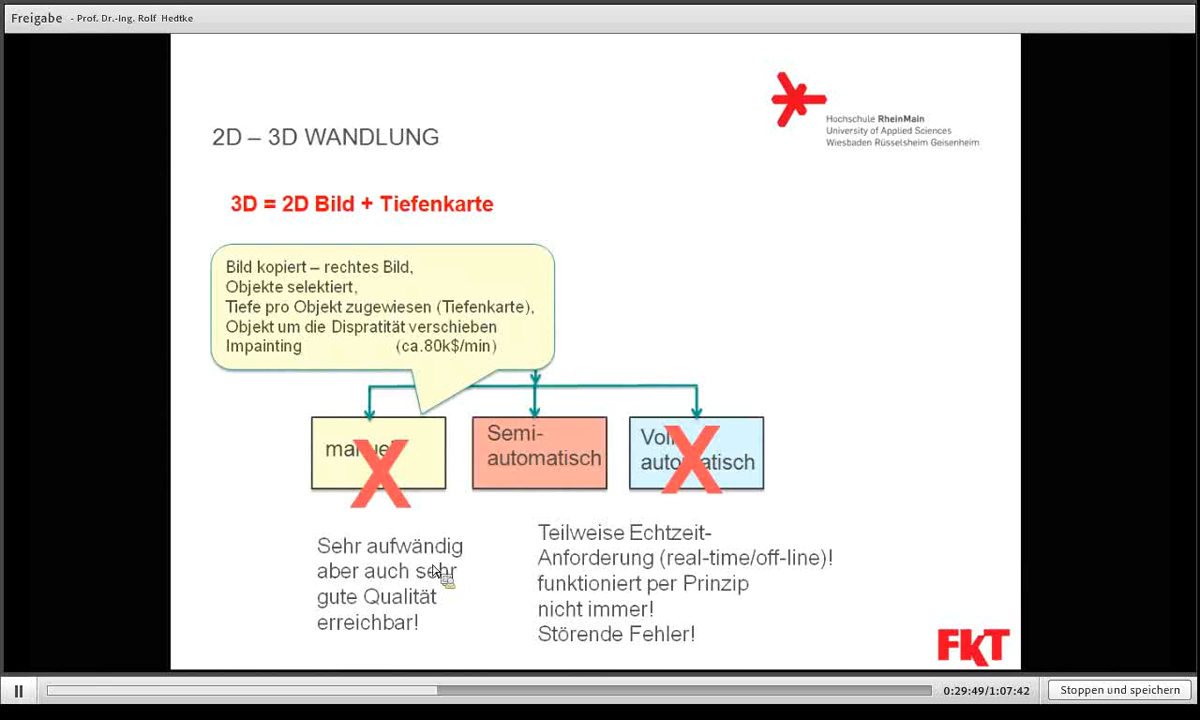 Freigabe - Prof. Dr.-Ing. Rolf Hedtke
Hochschule RheinMain
University of Applied Sciences
Wiesbaden Rüsselsheim Geisenheim
2D – 3D WANDLUNG
3D = 2D Bild + Tiefenkarte
Bild kopiert – rechtes Bild,
Objekte selektiert,
Tiefe pro Objekt zugewiesen (Tiefenkarte),
Objekt um die Dispratität verschieben
Impainting (ca.80k$/min)
manuell
X
Semi-
automatisch
Voll
automatisch
X
Sehr aufwändig
aber auch sehr
gute Qualität
erreichbar!
Teilweise Echtzeit-
Anforderung (real-time/off-line)!
funktioniert per Prinzip
nicht immer!
Störende Fehler!
FKT
0:29:49/1:07:42
Stoppen und speichern